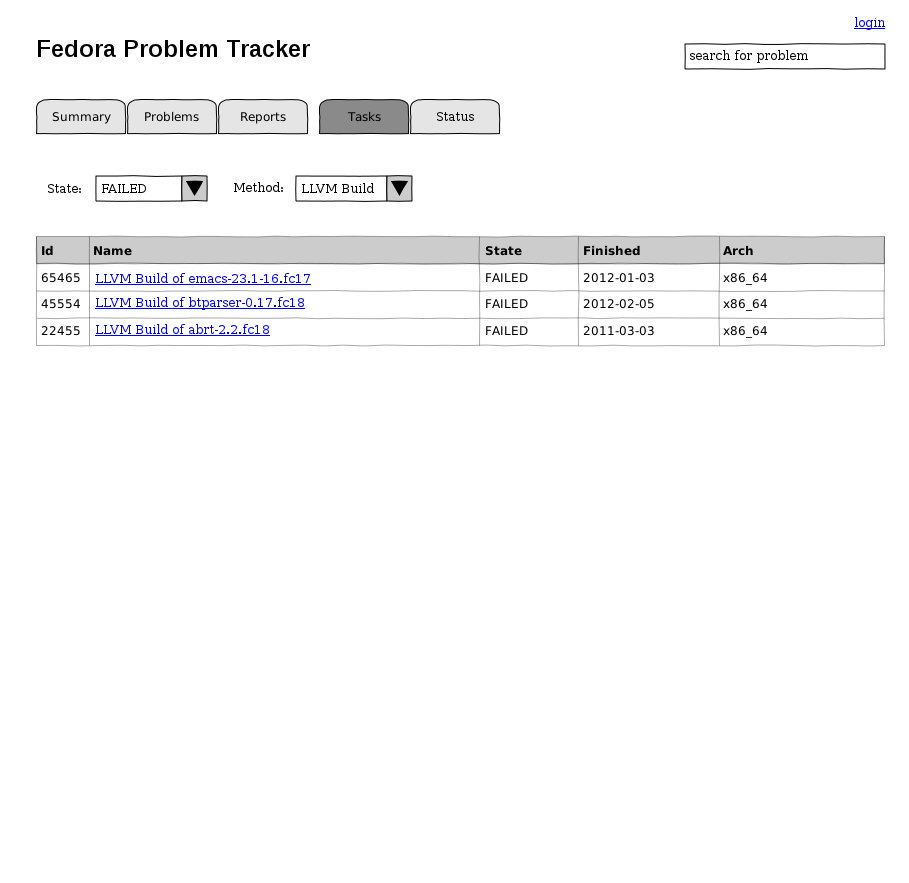 login
Fedora Problem Tracker
search for problem
Summary Problems Reports Tasks Status
State: FAILED Method: LLVM Build
Id Name State Finished Arch
65465 LLVM Build of emacs-23.1-16.fc17 FAILED 2012-01-03 x86_64
45554 LLVM Build of btparser-0.17.fc18 FAILED 2012-02-05 x86_64
22455 LLVM Build of abrt-2.2.fc18 FAILED 2011-03-03 x86_64